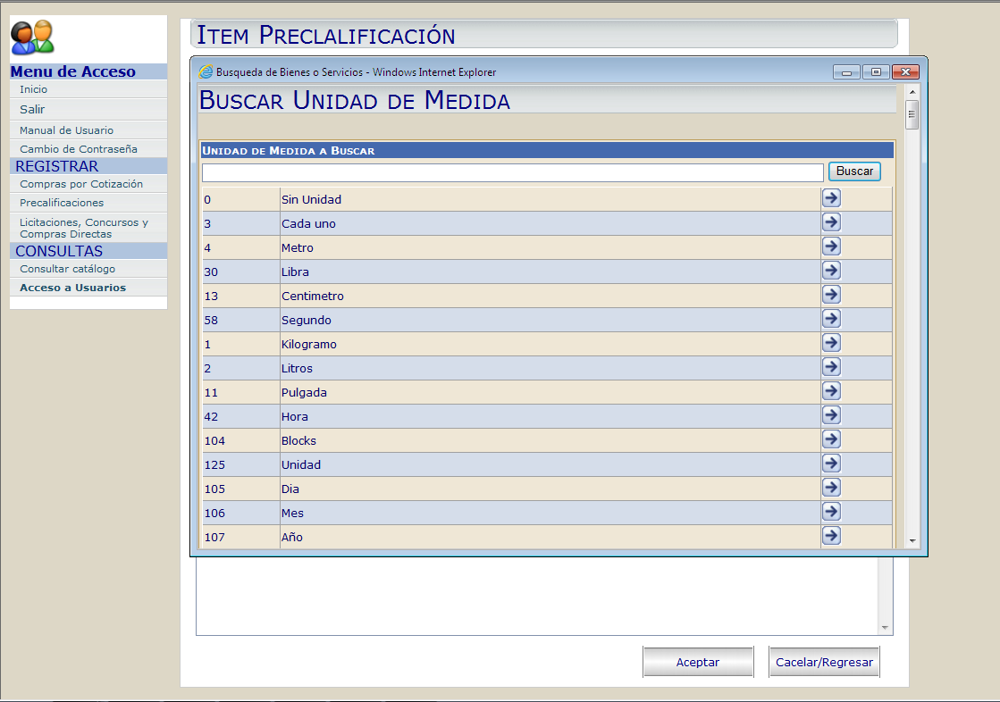 Menu de Acceso
Inicio
Salir
Manual de Usuario
Cambio de Contraseña
REGISTRAR
Compras por Cotización
Precalificaciones
Licitaciones, Concursos y
Compras Directas
CONSULTAS
Consultar catálogo
Acceso a Usuarios
ITEM PRECLALIFICACIÓN
Busqueda de Bienes o Servicios - Windows Internet Explorer
BUSCAR UNIDAD DE MEDIDA
UNIDAD DE MEDIDA A BUSCAR
Buscar
0 Sin Unidad
3 Cada uno
4 Metro
30 Libra
13 Centimetro
58 Segundo
1 Kilogramo
2 Litros
11 Pulgada
42 Hora
104 Blocks
125 Unidad
105 Dia
106 Mes
107 Año
Aceptar
Cacelar/Regresar